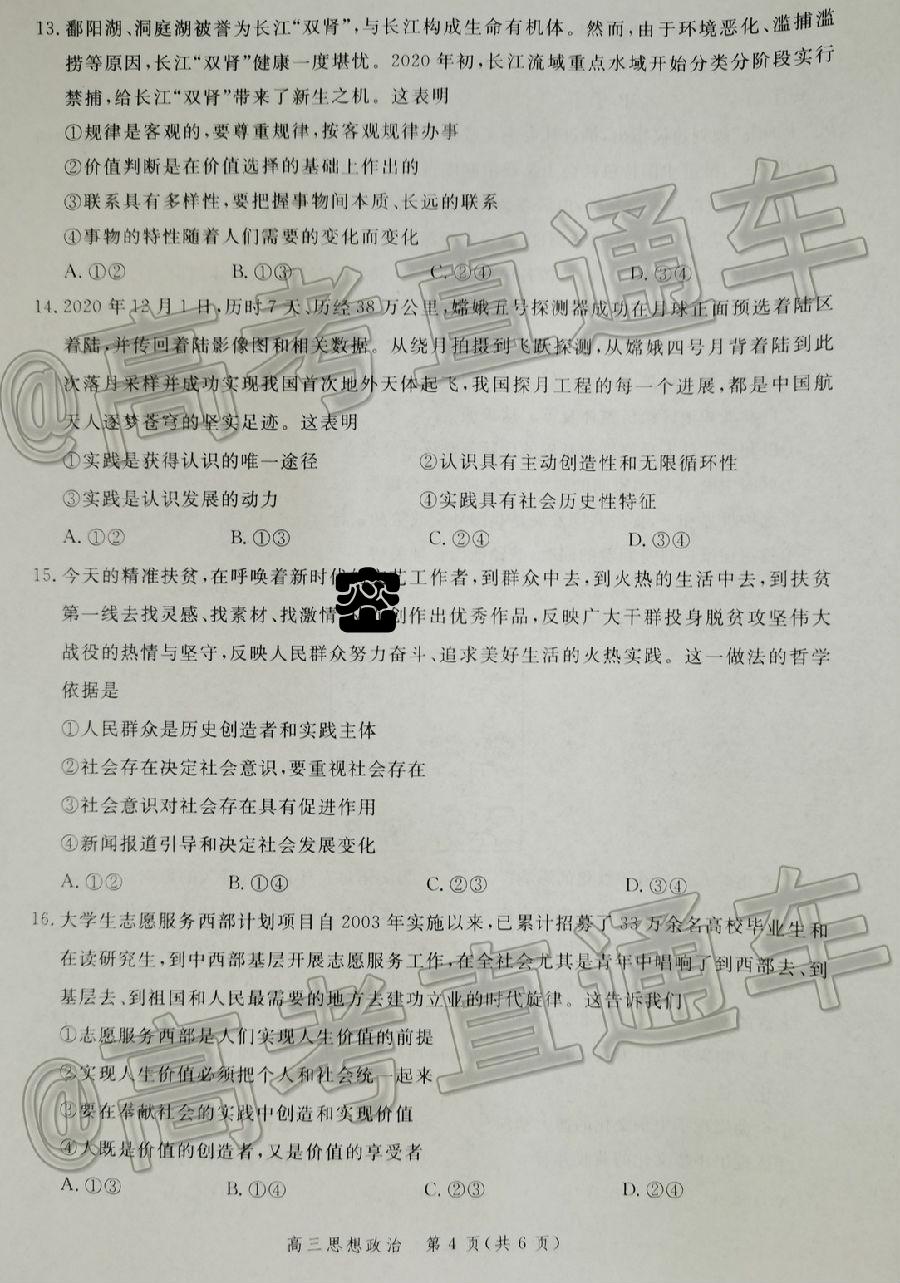 13. 鄱阳湖、洞庭湖被誉为长江“双肾”,与长江构成生命有机体。然而,由于环境恶化、滥捕滥
捞等原因,长江“双肾”健康一度堪忧。2020年初,长江流域重点水域开始分类分阶段实行
禁捕,给长江“双肾”带来了新生之机。这表明
①规律是客观的,要尊重规律,按客观规律办事
②价值判断是在价值选择的基础上作出的
③联系具有多样性,要把握事物间本质、长远的联系
④事物的特性随着人们需要的变化而变化
A. ①② B. ①③ C. ②④ D. ③④
14. 2020年12月1日,历时7天、历经38万公里,嫦娥五号探测器成功在月球正面预选着陆区
着陆,并传回着陆影像图和相关数据。从绕月拍摄到飞跃探测,从嫦娥四号月背着陆到此
次落月采样并成功实现我国首次地外天体起飞,我国探月工程的每一个进展,都是中国航
天人逐梦苍穹的坚实足迹。这表明
①实践是获得认识的唯一途径 ②认识具有主动创造性和无限循环性
③实践是认识发展的动力 ④实践具有社会历史性特征
A. ①② B. ①③ C. ②④ D. ③④
15. 今天的精准扶贫,在呼唤着新时代 艺工作者,到群众中去,到火热的生活中去,到扶贫
第一线去找灵感、找素材、找激情 创作出优秀作品,反映广大干群投身脱贫攻坚伟大
战役的热情与坚守,反映人民群众努力奋斗、追求美好生活的火热实践。这一做法的哲学
依据是
①人民群众是历史创造者和实践主体
②社会存在决定社会意识,要重视社会存在
③社会意识对社会存在具有促进作用
④新闻报道引导和决定社会发展变化
A. ①② B. ①④ C. ②③ D. ③④
16. 大学生志愿服务西部计划项目自2003年实施以来,已累计招募了33万余名高校毕业生和
在读研究生,到中西部基层开展志愿服务工作,在全社会尤其是青年中唱响了到西部去、到
基层去、到祖国和人民最需要的地方去建功立业的时代旋律。这告诉我们
①志愿服务西部是人们实现人生价值的前提
②实现人生价值必须把个人和社会统一起来
③要在奉献社会的实践中创造和实现价值
④人既是价值的创造者,又是价值的享受者
A. ①③ B. ①④ C. ②③ D. ②④
高三思想政治 第4页(共6页)
@高考直通车
@高考直通车